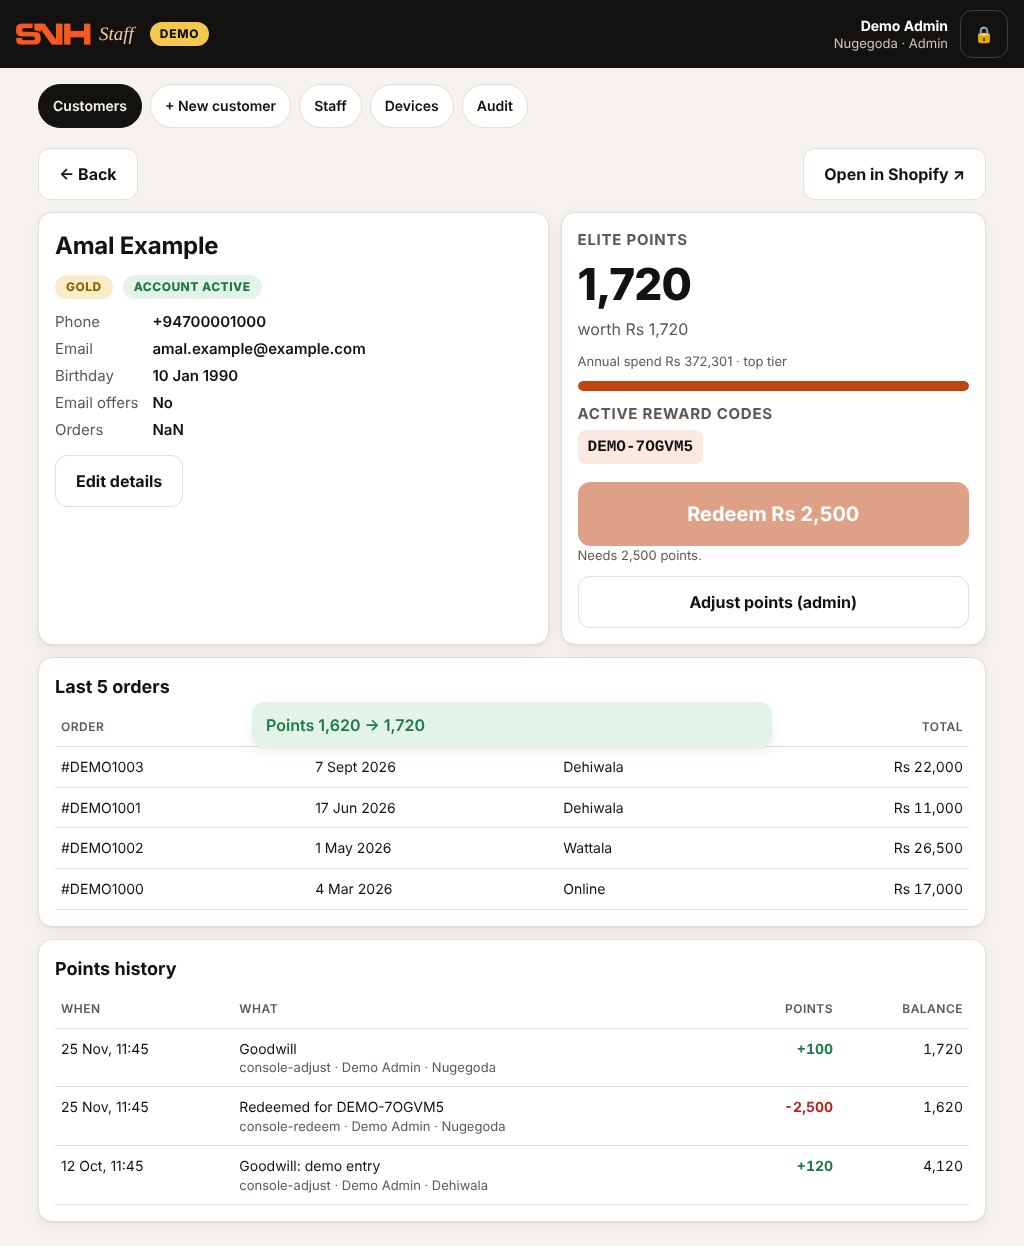 SNH Staff DEMO
Demo Admin
Nugegoda · Admin
Customers + New customer Staff Devices Audit
← Back Open in Shopify ↗
Amal Example
GOLD ACCOUNT ACTIVE
Phone +94700001000
Email amal.example@example.com
Birthday 10 Jan 1990
Email offers No
Orders NaN
Edit details
ELITE POINTS
1,720
worth Rs 1,720
Annual spend Rs 372,301 · top tier
ACTIVE REWARD CODES
DEMO-7OGVM5
Redeem Rs 2,500
Needs 2,500 points.
Adjust points (admin)
Last 5 orders
Points 1,620 → 1,720
ORDER TOTAL
#DEMO1003 7 Sept 2026 Dehiwala Rs 22,000
#DEMO1001 17 Jun 2026 Dehiwala Rs 11,000
#DEMO1002 1 May 2026 Wattala Rs 26,500
#DEMO1000 4 Mar 2026 Online Rs 17,000
Points history
WHEN WHAT POINTS BALANCE
25 Nov, 11:45 Goodwill +100 1,720
console-adjust · Demo Admin · Nugegoda
25 Nov, 11:45 Redeemed for DEMO-7OGVM5 -2,500 1,620
console-redeem · Demo Admin · Nugegoda
12 Oct, 11:45 Goodwill: demo entry +120 4,120
console-adjust · Demo Admin · Dehiwala